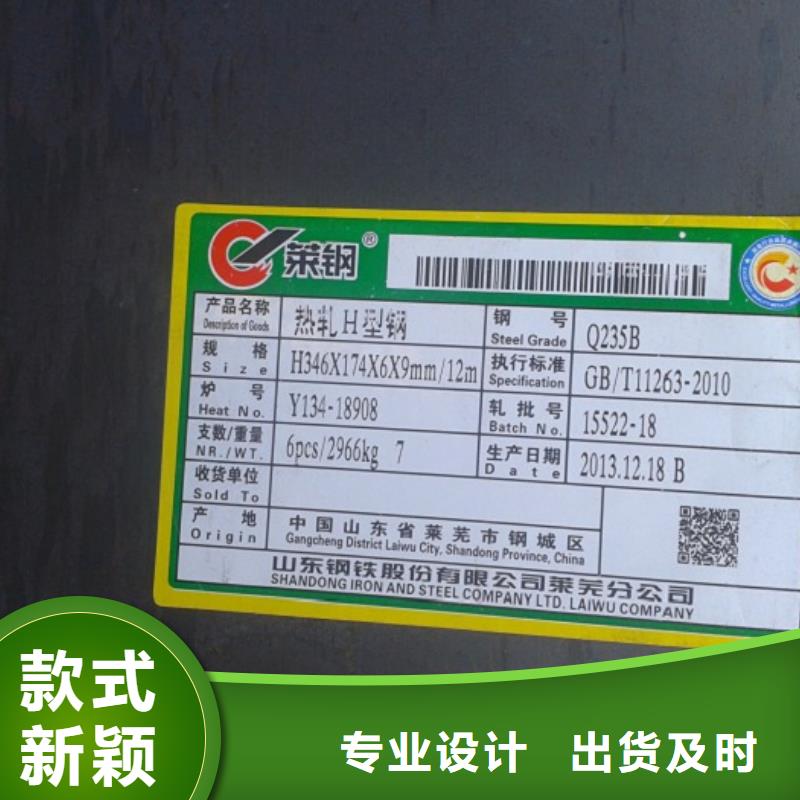 莱钢®
产品名称 Description of Goods 热轧H型钢 钢号 Steel Grade Q235B
规格 Size H346X174X6X9mm/12m 执行标准 Specification GB/T11263-2010
炉号 Heat No. Y134-18908 轧批号 Batch No. 15522-18
支数/重量 NR./WT. 6pcs/2966kg 7 生产日期 Date 2013.12.18 B
收货单位 Sold To
产地 Origin 中国山东省莱芜市钢城区
Gangcheng District Laiwu City, Shandong Province, China
山东钢铁股份有限公司莱芜分公司
SHANDONG IRON AND STEEL COMPANY LTD. LAIWU COMPANY
款式
新颖
专业设计 出货及时